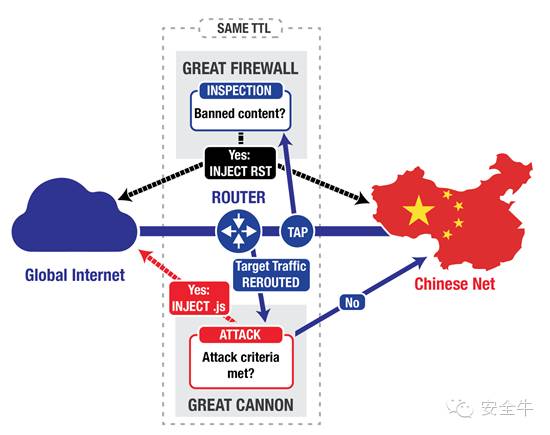 SAME TTL
GREAT FIREWALL
INSPECTION
Banned content?
Yes:
INJECT RST
ROUTER
TAP
Global Internet
Chinese Net
Target Traffic
REROUTED
Yes:
INJECT .js
No
ATTACK
Attack criteria
met?
GREAT CANNON
安全牛